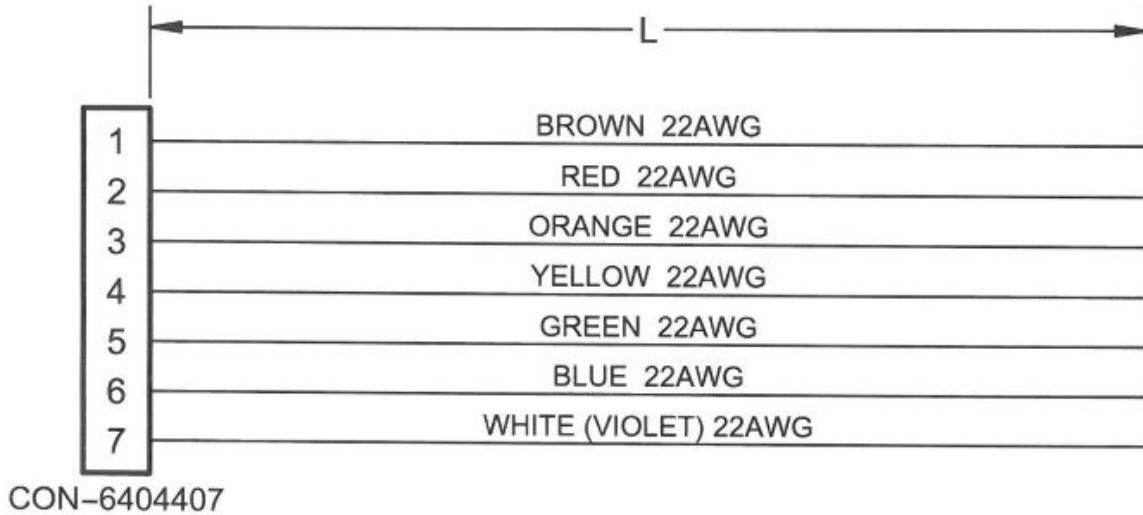 L
1 BROWN 22AWG
2 RED 22AWG
3 ORANGE 22AWG
4 YELLOW 22AWG
5 GREEN 22AWG
6 BLUE 22AWG
7 WHITE (VIOLET) 22AWG
CON-6404407